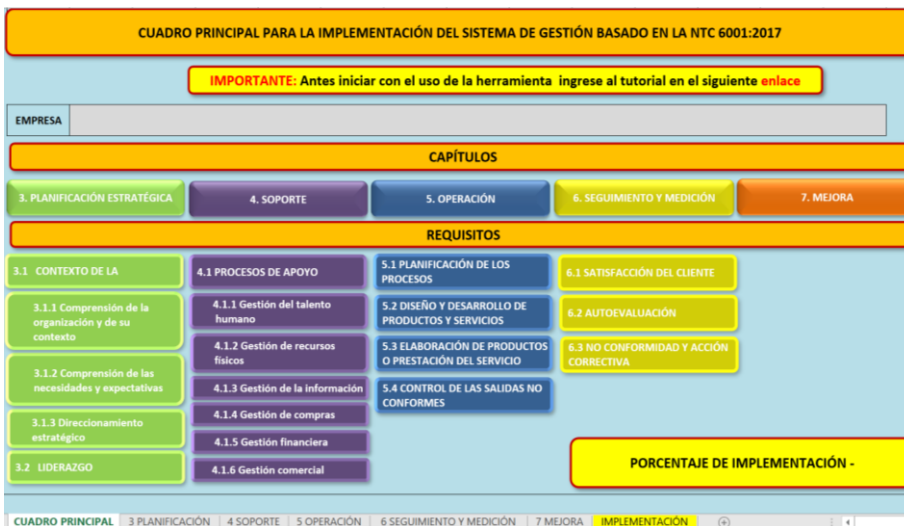 CUADRO PRINCIPAL PARA LA IMPLEMENTACIÓN DEL SISTEMA DE GESTIÓN BASADO EN LA NTC 6001:2017
IMPORTANTE: Antes iniciar con el uso de la herramienta ingrese al tutorial en el siguiente enlace
EMPRESA
CAPÍTULOS
3. PLANIFICACIÓN ESTRATÉGICA
4. SOPORTE
5. OPERACIÓN
6. SEGUIMIENTO Y MEDICIÓN
7. MEJORA
REQUISITOS
3.1 CONTEXTO DE LA
3.1.1 Comprensión de la
organización y de su
contexto
3.1.2 Comprensión de las
necesidades y expectativas
3.1.3 Direccionamiento
estratégico
3.2 LIDERAZGO
4.1 PROCESOS DE APOYO
4.1.1 Gestión del talento
humano
4.1.2 Gestión de recursos
físicos
4.1.3 Gestión de la información
4.1.4 Gestión de compras
4.1.5 Gestión financiera
4.1.6 Gestión comercial
5.1 PLANIFICACIÓN DE LOS
PROCESOS
5.2 DISEÑO Y DESARROLLO DE
PRODUCTOS Y SERVICIOS
5.3 ELABORACIÓN DE PRODUCTOS
O PRESTACIÓN DEL SERVICIO
5.4 CONTROL DE LAS SALIDAS NO
CONFORMES
6.1 SATISFACCIÓN DEL CLIENTE
6.2 AUTOEVALUACIÓN
6.3 NO CONFORMIDAD Y ACCIÓN
CORRECTIVA
PORCENTAJE DE IMPLEMENTACIÓN -
CUADRO PRINCIPAL
3 PLANIFICACIÓN
4 SOPORTE
5 OPERACIÓN
6 SEGUIMIENTO Y MEDICIÓN
7 MEJORA
IMPLEMENTACIÓN